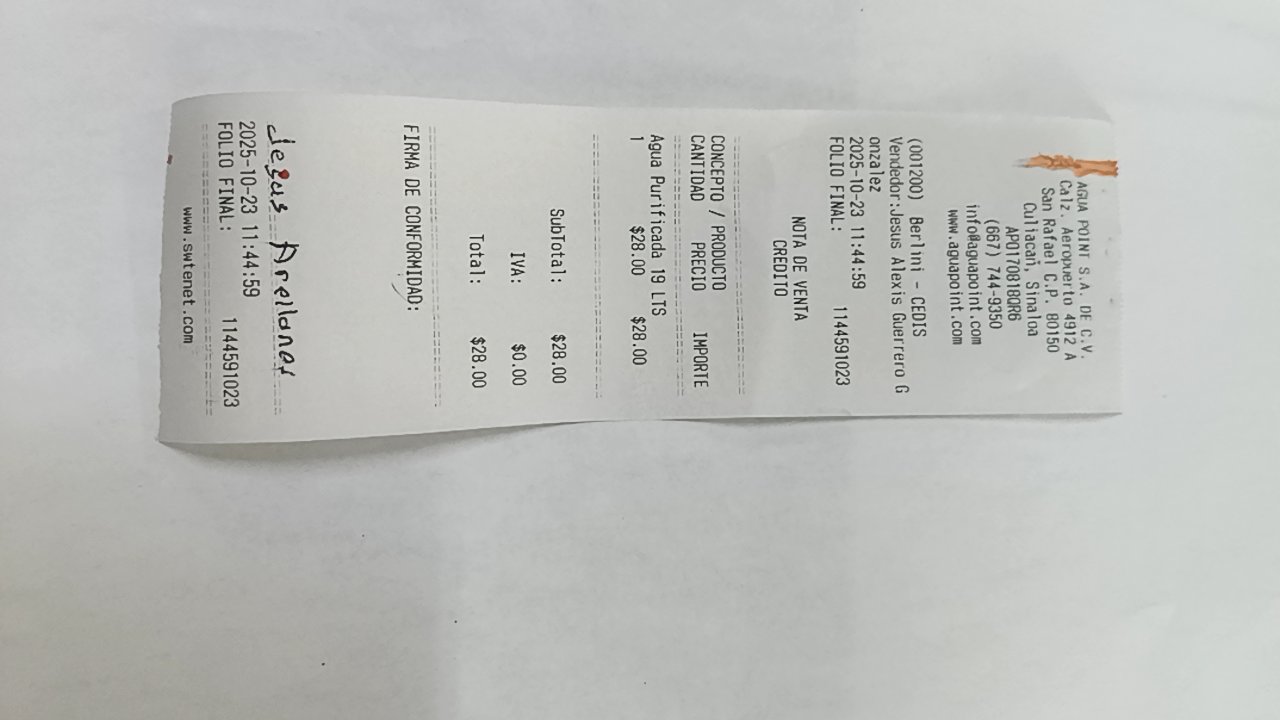 AGUA POINT S.A. DE C.V.
Calz. Aeropuerto 4912 A
San Rafael C.P. 80150
Culiacan, Sinaloa
APO170818QR6
(667) 744-9350
info@aguapoint.com
www.aguapoint.com
(001200) Berlini - CEDIS
Vendedor:Jesus Alexis Guerrero G
onzalez
2025-10-23 11:44:59
FOLIO FINAL: 1144591023
NOTA DE VENTA
CREDITO
CONCEPTO / PRODUCTO
CANTIDAD PRECIO IMPORTE
Agua Purificada 19 LTS
1 $28.00 $28.00
SubTotal: $28.00
IVA: $0.00
Total: $28.00
FIRMA DE CONFORMIDAD:
Jesus Arellanes
2025-10-23 11:44:59
FOLIO FINAL: 1144591023
www.swtenet.com